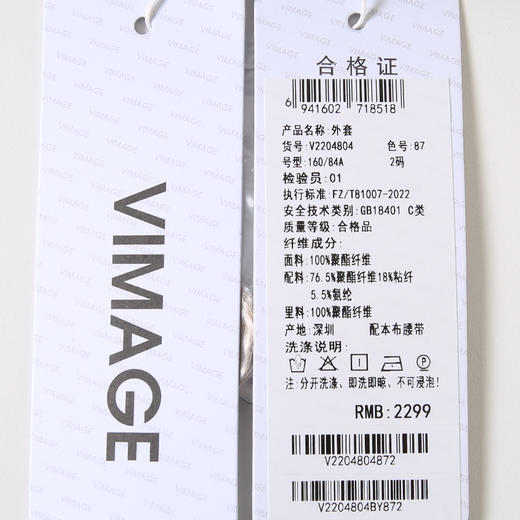 VIMAGE
合格证
6 941602 718518
产品名称:外套
货号:V2204804 色号:87
号型:160/84A 2码
检验员:01
执行标准:FZ/T81007-2022
安全技术类别:GB18401 C类
质量等级:合格品
纤维成分:
面料:100%聚酯纤维
配料:76.5%聚酯纤维18%粘纤
5.5%氨纶
里料:100%聚酯纤维
产地:深圳 配本布腰带
洗涤说明:
注:分开洗涤、即洗即晾、不可浸泡!
RMB:2299
V2204804872
V2204804BY872